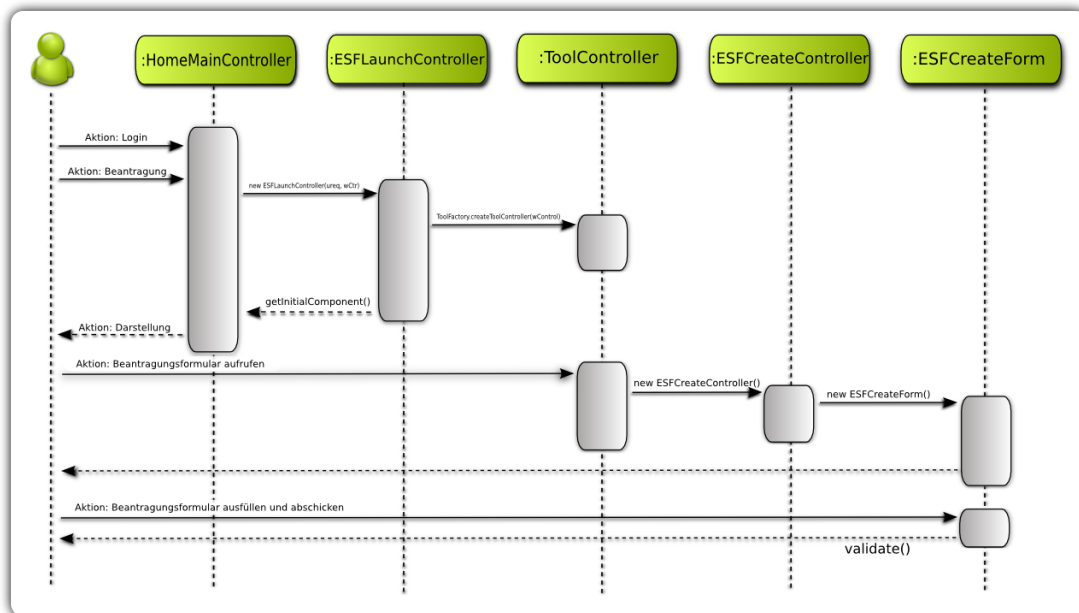 :HomeMainController
:ESFLaunchController
:ToolController
:ESFCreateController
:ESFCreateForm
Aktion: Login
Aktion: Beantragung
new ESFLaunchController(ureq, wCtr)
ToolFactory.createToolController(wControl)
getInitialComponent()
Aktion: Darstellung
Aktion: Beantragungsformular aufrufen
new ESFCreateController()
new ESFCreateForm()
Aktion: Beantragungsformular ausfüllen und abschicken
validate()